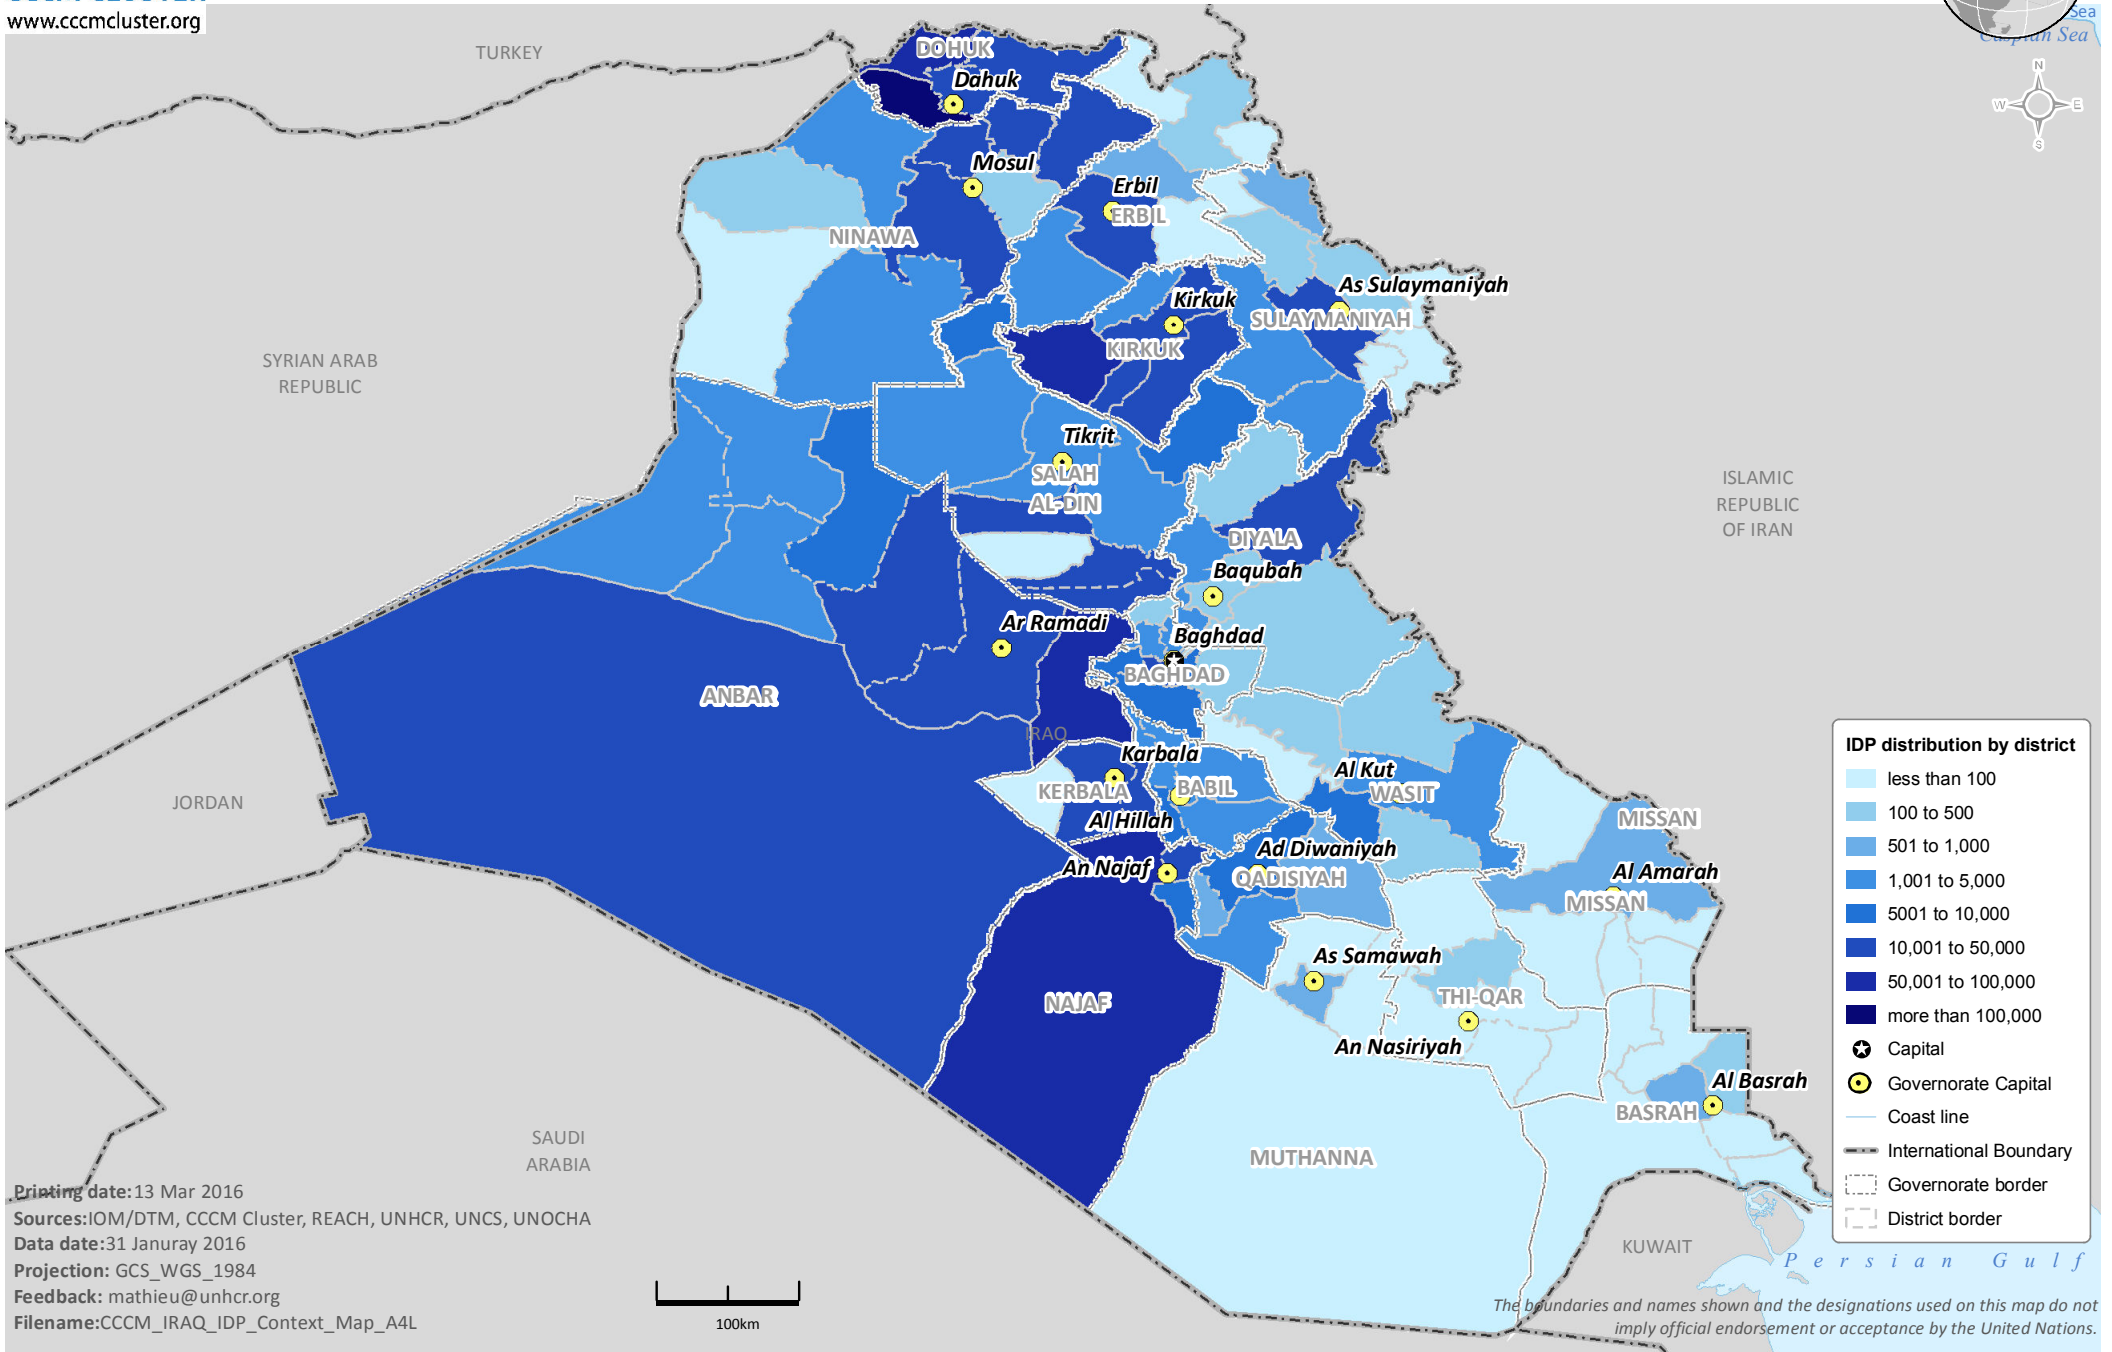 www.cccmcluster.org
Sea
Caspian Sea
N
W
E
S
TURKEY
DOHUK
Dahuk
Mosul
Erbil
ERBIL
NINAWA
As Sulaymaniyah
Kirkuk
SULAYMANIYAH
KIRKUK
SYRIAN ARAB
REPUBLIC
Tikrit
SALAH
AL-DIN
ISLAMIC
REPUBLIC
OF IRAN
DIYALA
Baqubah
Ar Ramadi
Baghdad
BAGHDAD
ANBAR
IRAQ
Karbala
Al Kut
KERBALA
BABIL
WASIT
JORDAN
Al Hillah
MISSAN
Ad Diwaniyah
An Najaf
QADISIYAH
Al Amarah
MISSAN
As Samawah
NAJAF
THI-QAR
An Nasiriyah
Al Basrah
BASRAH
SAUDI
ARABIA
MUTHANNA
KUWAIT
Persian Gulf
IDP distribution by district
less than 100
100 to 500
501 to 1,000
1,001 to 5,000
5001 to 10,000
10,001 to 50,000
50,001 to 100,000
more than 100,000
Capital
Governorate Capital
Coast line
International Boundary
Governorate border
District border
Printing date:13 Mar 2016
Sources:IOM/DTM, CCCM Cluster, REACH, UNHCR, UNCS, UNOCHA
Data date:31 Januray 2016
Projection: GCS_WGS_1984
Feedback: mathieu@unhcr.org
Filename:CCCM_IRAQ_IDP_Context_Map_A4L
100km
The boundaries and names shown and the designations used on this map do not
imply official endorsement or acceptance by the United Nations.